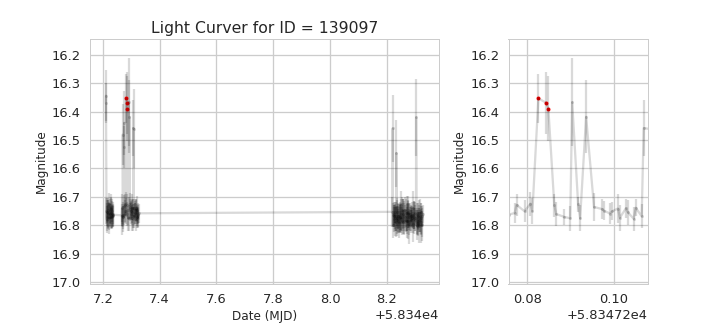 Light Curver for ID = 139097
Magnitude
16.2
16.3
16.4
16.5
16.6
16.7
16.8
16.9
17.0
7.2 7.4 7.6 7.8 8.0 8.2
Date (MJD)
+5.834e4
Magnitude
16.2
16.3
16.4
16.5
16.6
16.7
16.8
16.9
17.0
0.08 0.10
+5.83472e4